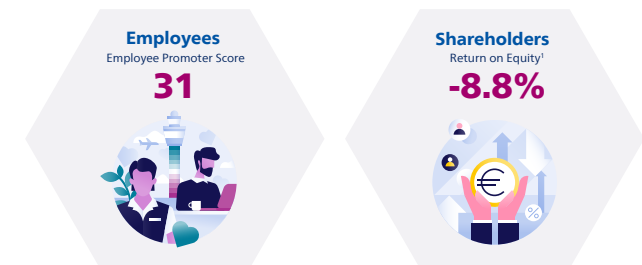 Employees
Employee Promoter Score
31
Shareholders
Return on Equity¹
-8.8%
%